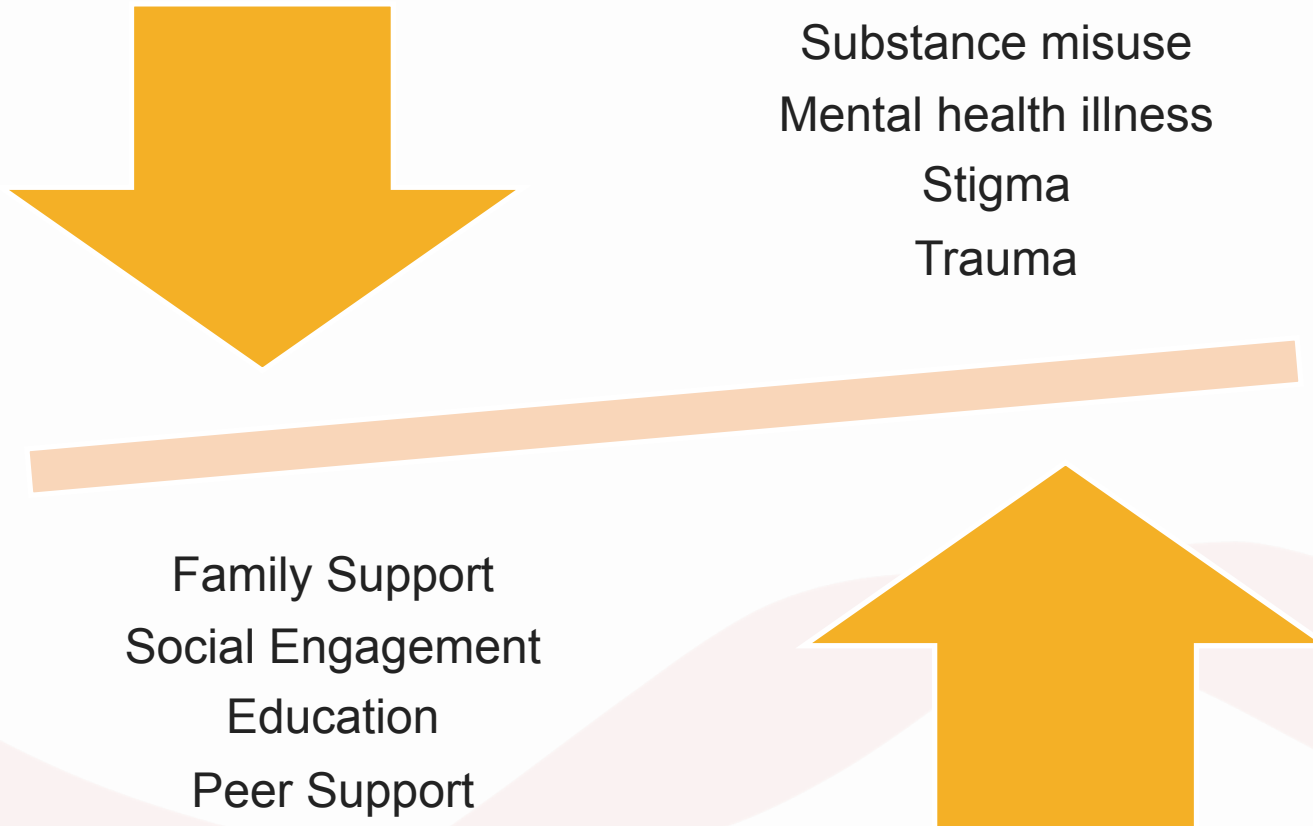 Substance misuse
Mental health illness
Stigma
Trauma
Family Support
Social Engagement
Education
Peer Support